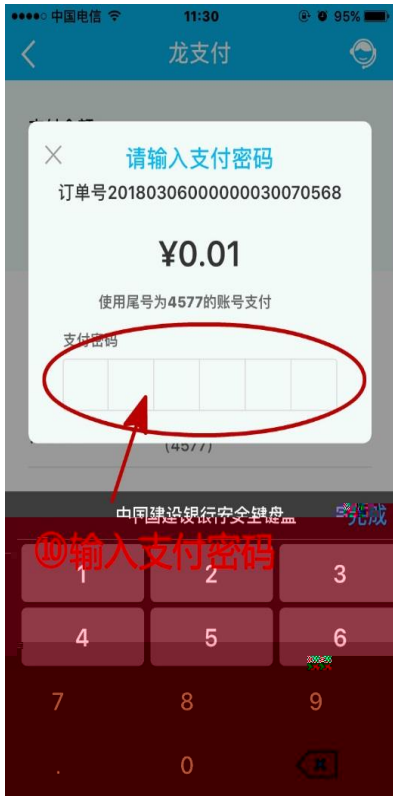 中国电信 11:30 95%
龙支付
请输入支付密码
订单号20180306000000030070568
¥0.01
使用尾号为4577的账号支付
支付密码
(4577)
中国建设银行安全键盘 完成
⑩输入支付密码
1 2 3
4 5 6
7 8 9
. 0